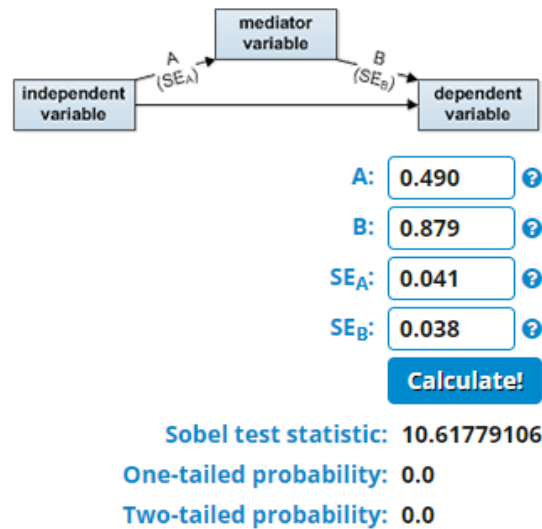 mediator
variable
A
(SEA)
B
(SEB)
independent
variable
dependent
variable
A: 0.490
B: 0.879
SEA: 0.041
SEB: 0.038
Calculate!
Sobel test statistic: 10.61779106
One-tailed probability: 0.0
Two-tailed probability: 0.0